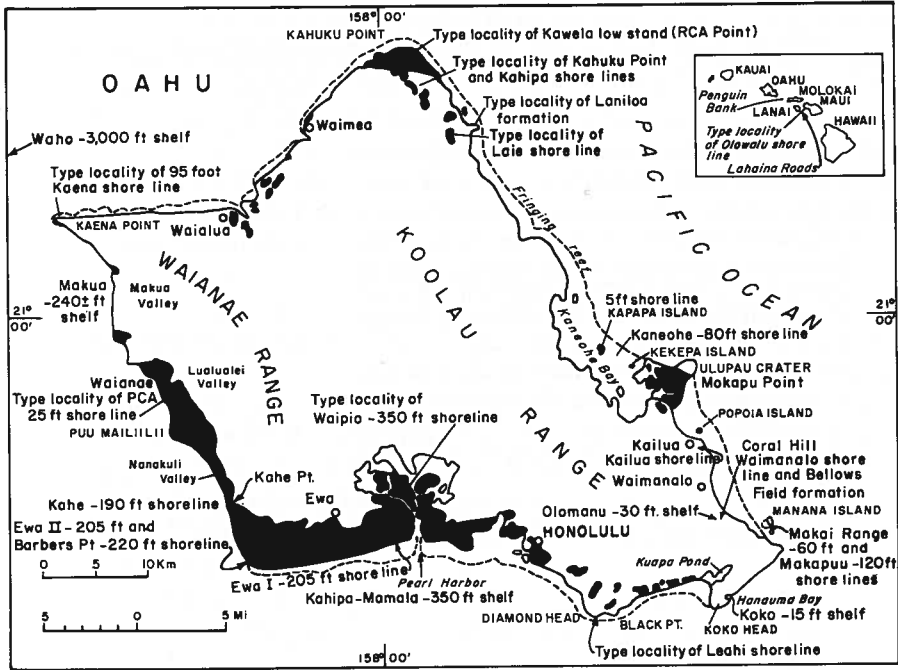 158° 00'
KAHUKU POINT
Type locality of Kawela low stand (RCA Point)
Type locality of Kahuku Point
and Kahipa shore lines
Type locality of Laniloa
formation
Type locality of
Laie shore line
KAUAI
OAHU
MOLOKAI
MAUI
Penguin
Bank
LANAI
HAWAII
Type locality
of Olowalu shore
line
Lahaina Roads
OAHU
Waho -3,000 ft shelf
Waimea
Type locality of 95 foot
Kaena shore line
KAENA POINT
Waialua
PACIFIC OCEAN
Fringing
reef
WAIANAE
RANGE
KOOLAU
RANGE
Makua
-240± ft
shelf
Makua
Valley
21°
00'
21°
00'
5ft shore line
KAPAPA ISLAND
Kaneohe -80ft shore line
Kaneohe Bay
KEKEPA ISLAND
ULUPAU CRATER
Mokapu Point
POPOIA ISLAND
Lualualei
Valley
Waianae
Type locality of PCA
25 ft shore line
PUU MAILIILII
Type locality of
Waipio -350 ft shoreline
Kailua
Kailua shoreline
Coral Hill
Waimanalo shore
line and Bellows
Field formation
Waimanalo
MANANA ISLAND
Nanakuli
Valley
Kahe Pt.
Ewa
Kahe -190 ft shoreline
Olomanu -30 ft. shelf
HONOLULU
Makai Range
-60 ft and
Makapuu -120ft
shore lines
Ewa II -205 ft and
Barbers Pt -220 ft shoreline
Kuapa Pond
5 0 5 10 Km
Ewa I -205 ft shore line
Pearl Harbor
Kahipa-Mamala -350 ft shelf
Hanauma Bay
Koko -15 ft shelf
5 0 5 Mi
DIAMOND HEAD
BLACK PT.
KOKO HEAD
Type locality of Leahi shoreline
158° 00'